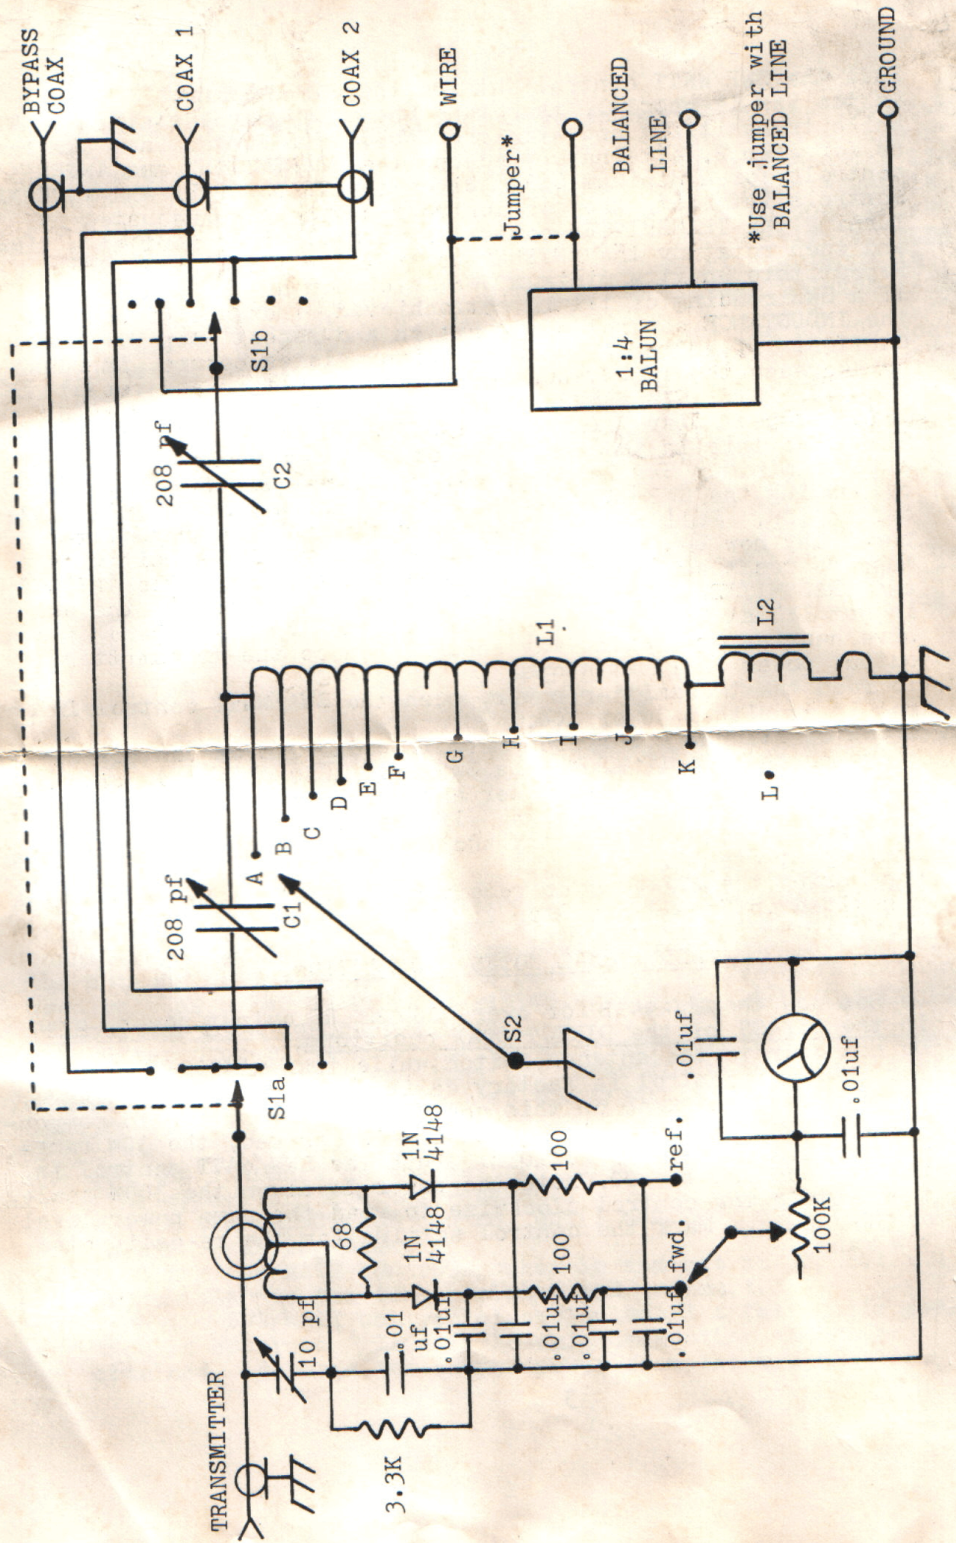 BYPASS
COAX
COAX 1
COAX 2
WIRE
Jumper*
BALANCED
LINE
*Use jumper with
BALANCED LINE
GROUND
S1b
1:4
BALUN
208 pf
C2
L1
L2
A
B
C
D
E
F
G
H
I
J
K
L
208 pf
C1
S1a
S2
TRANSMITTER
10 pf
3.3K
68
1N
4148
1N
4148
.01
uf
.01uf
100
100
.01uf
.01uf
.01uf
fwd.
ref.
100K
.01uf
.01uf